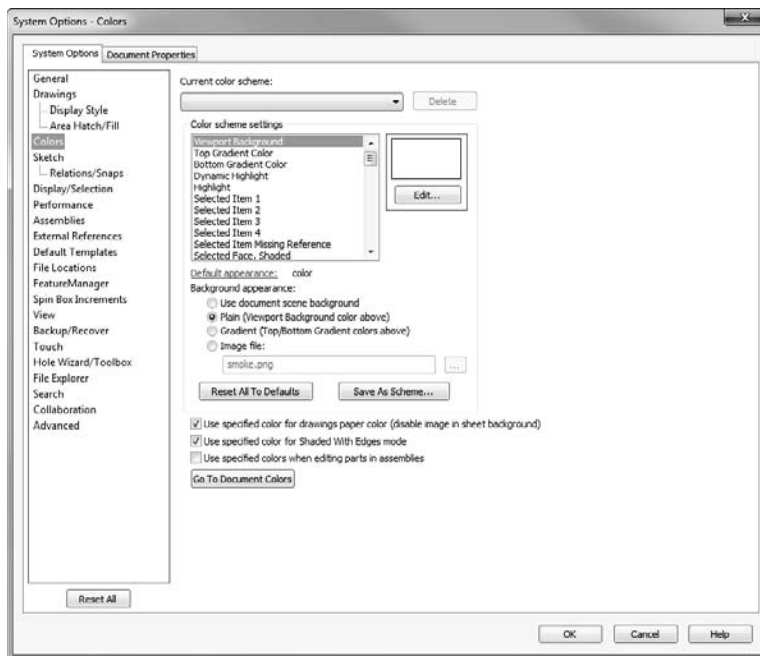 System Options - Colors
System Options
Document Properties
General
Drawings
Display Style
Area Hatch/Fill
Colors
Sketch
Relations/Snaps
Display/Selection
Performance
Assemblies
External References
Default Templates
File Locations
FeatureManager
Spin Box Increments
View
Backup/Recover
Touch
Hole Wizard/Toolbox
File Explorer
Search
Collaboration
Advanced
Reset All
Current color scheme:
Delete
Color scheme settings
Viewport Background
Top Gradient Color
Bottom Gradient Color
Dynamic Highlight
Highlight
Selected Item 1
Selected Item 2
Selected Item 3
Selected Item 4
Selected Item Missing Reference
Selected Face, Shaded
Edit...
Default appearance: color
Background appearance:
Use document scene background
Plain (Viewport Background color above)
Gradient (Top/Bottom Gradient colors above)
Image file:
smoke.png
...
Reset All To Defaults
Save As Scheme...
Use specified color for drawings paper color (disable image in sheet background)
Use specified color for Shaded With Edges mode
Use specified colors when editing parts in assemblies
Go To Document Colors
OK
Cancel
Help